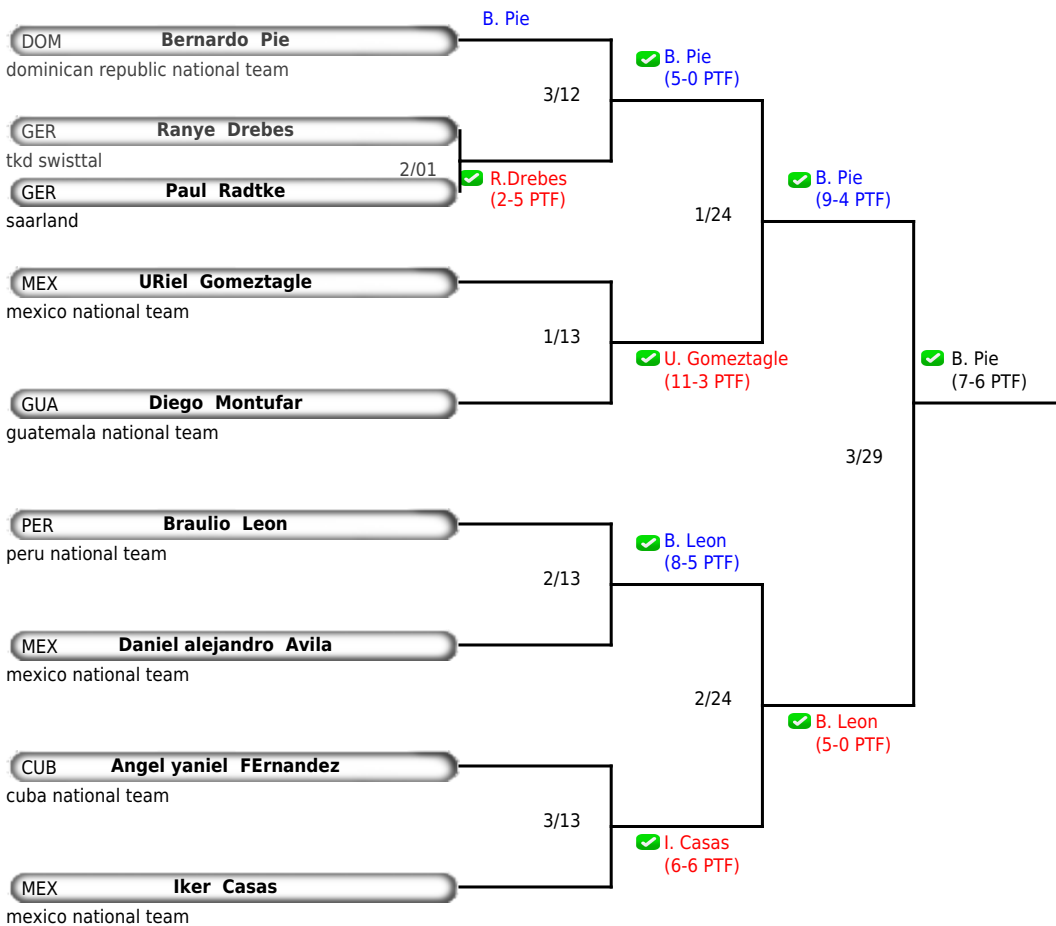 B. Pie
DOM Bernardo Pie
dominican republic national team
B. Pie
(5-0 PTF)
3/12
GER Ranye Drebes
tkd swisttal
2/01
R.Drebes
(2-5 PTF)
GER Paul Radtke
saarland
B. Pie
(9-4 PTF)
1/24
MEX URiel Gomeztagle
mexico national team
1/13
U. Gomeztagle
(11-3 PTF)
B. Pie
(7-6 PTF)
GUA Diego Montufar
guatemala national team
3/29
PER Braulio Leon
peru national team
B. Leon
(8-5 PTF)
2/13
MEX Daniel alejandro Avila
mexico national team
2/24
B. Leon
(5-0 PTF)
CUB Angel yaniel FErnandez
cuba national team
3/13
I. Casas
(6-6 PTF)
MEX Iker Casas
mexico national team